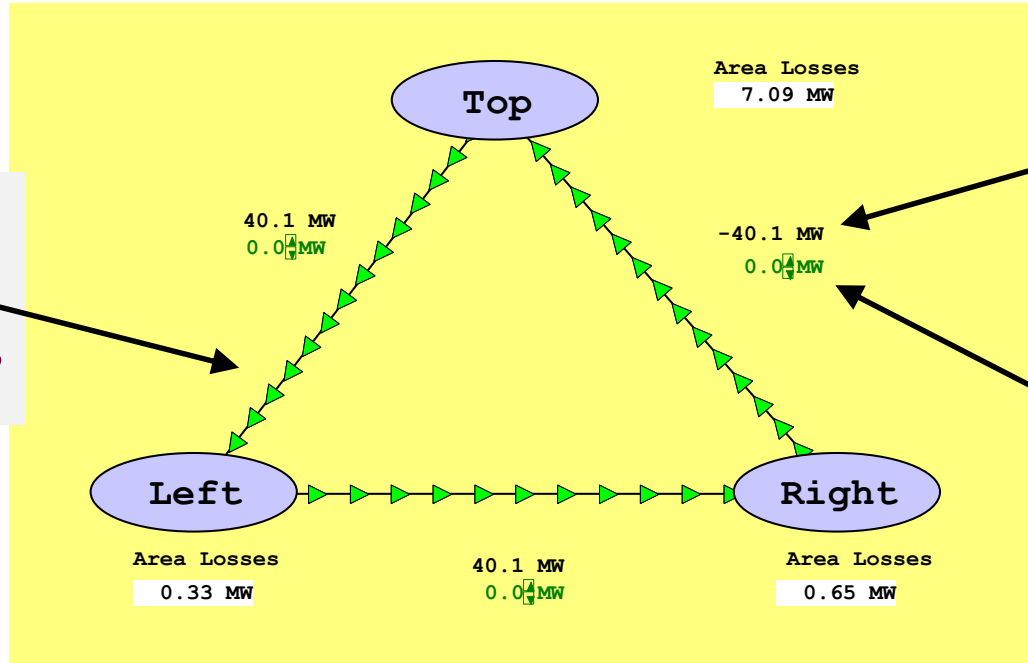 Area Losses
7.09 MW
Top
40.1 MW
0.0 MW
-40.1 MW
0.0 MW
Left
Right
Area Losses
0.33 MW
40.1 MW
0.0 MW
Area Losses
0.65 MW